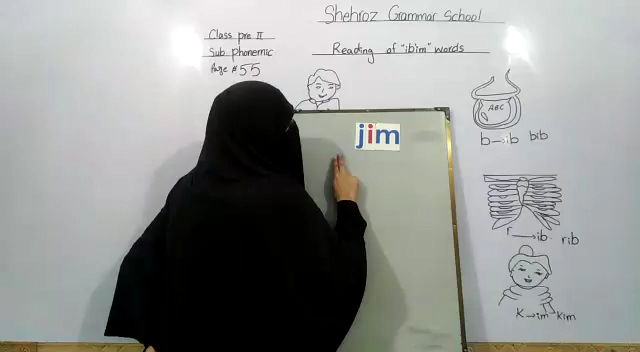 Shehroz Grammar School
Class pre II
Sub phonemic
Page # 55
Reading of "ib im" words
jim
ABC
b → ib bib
r → ib rib
K → im Kim